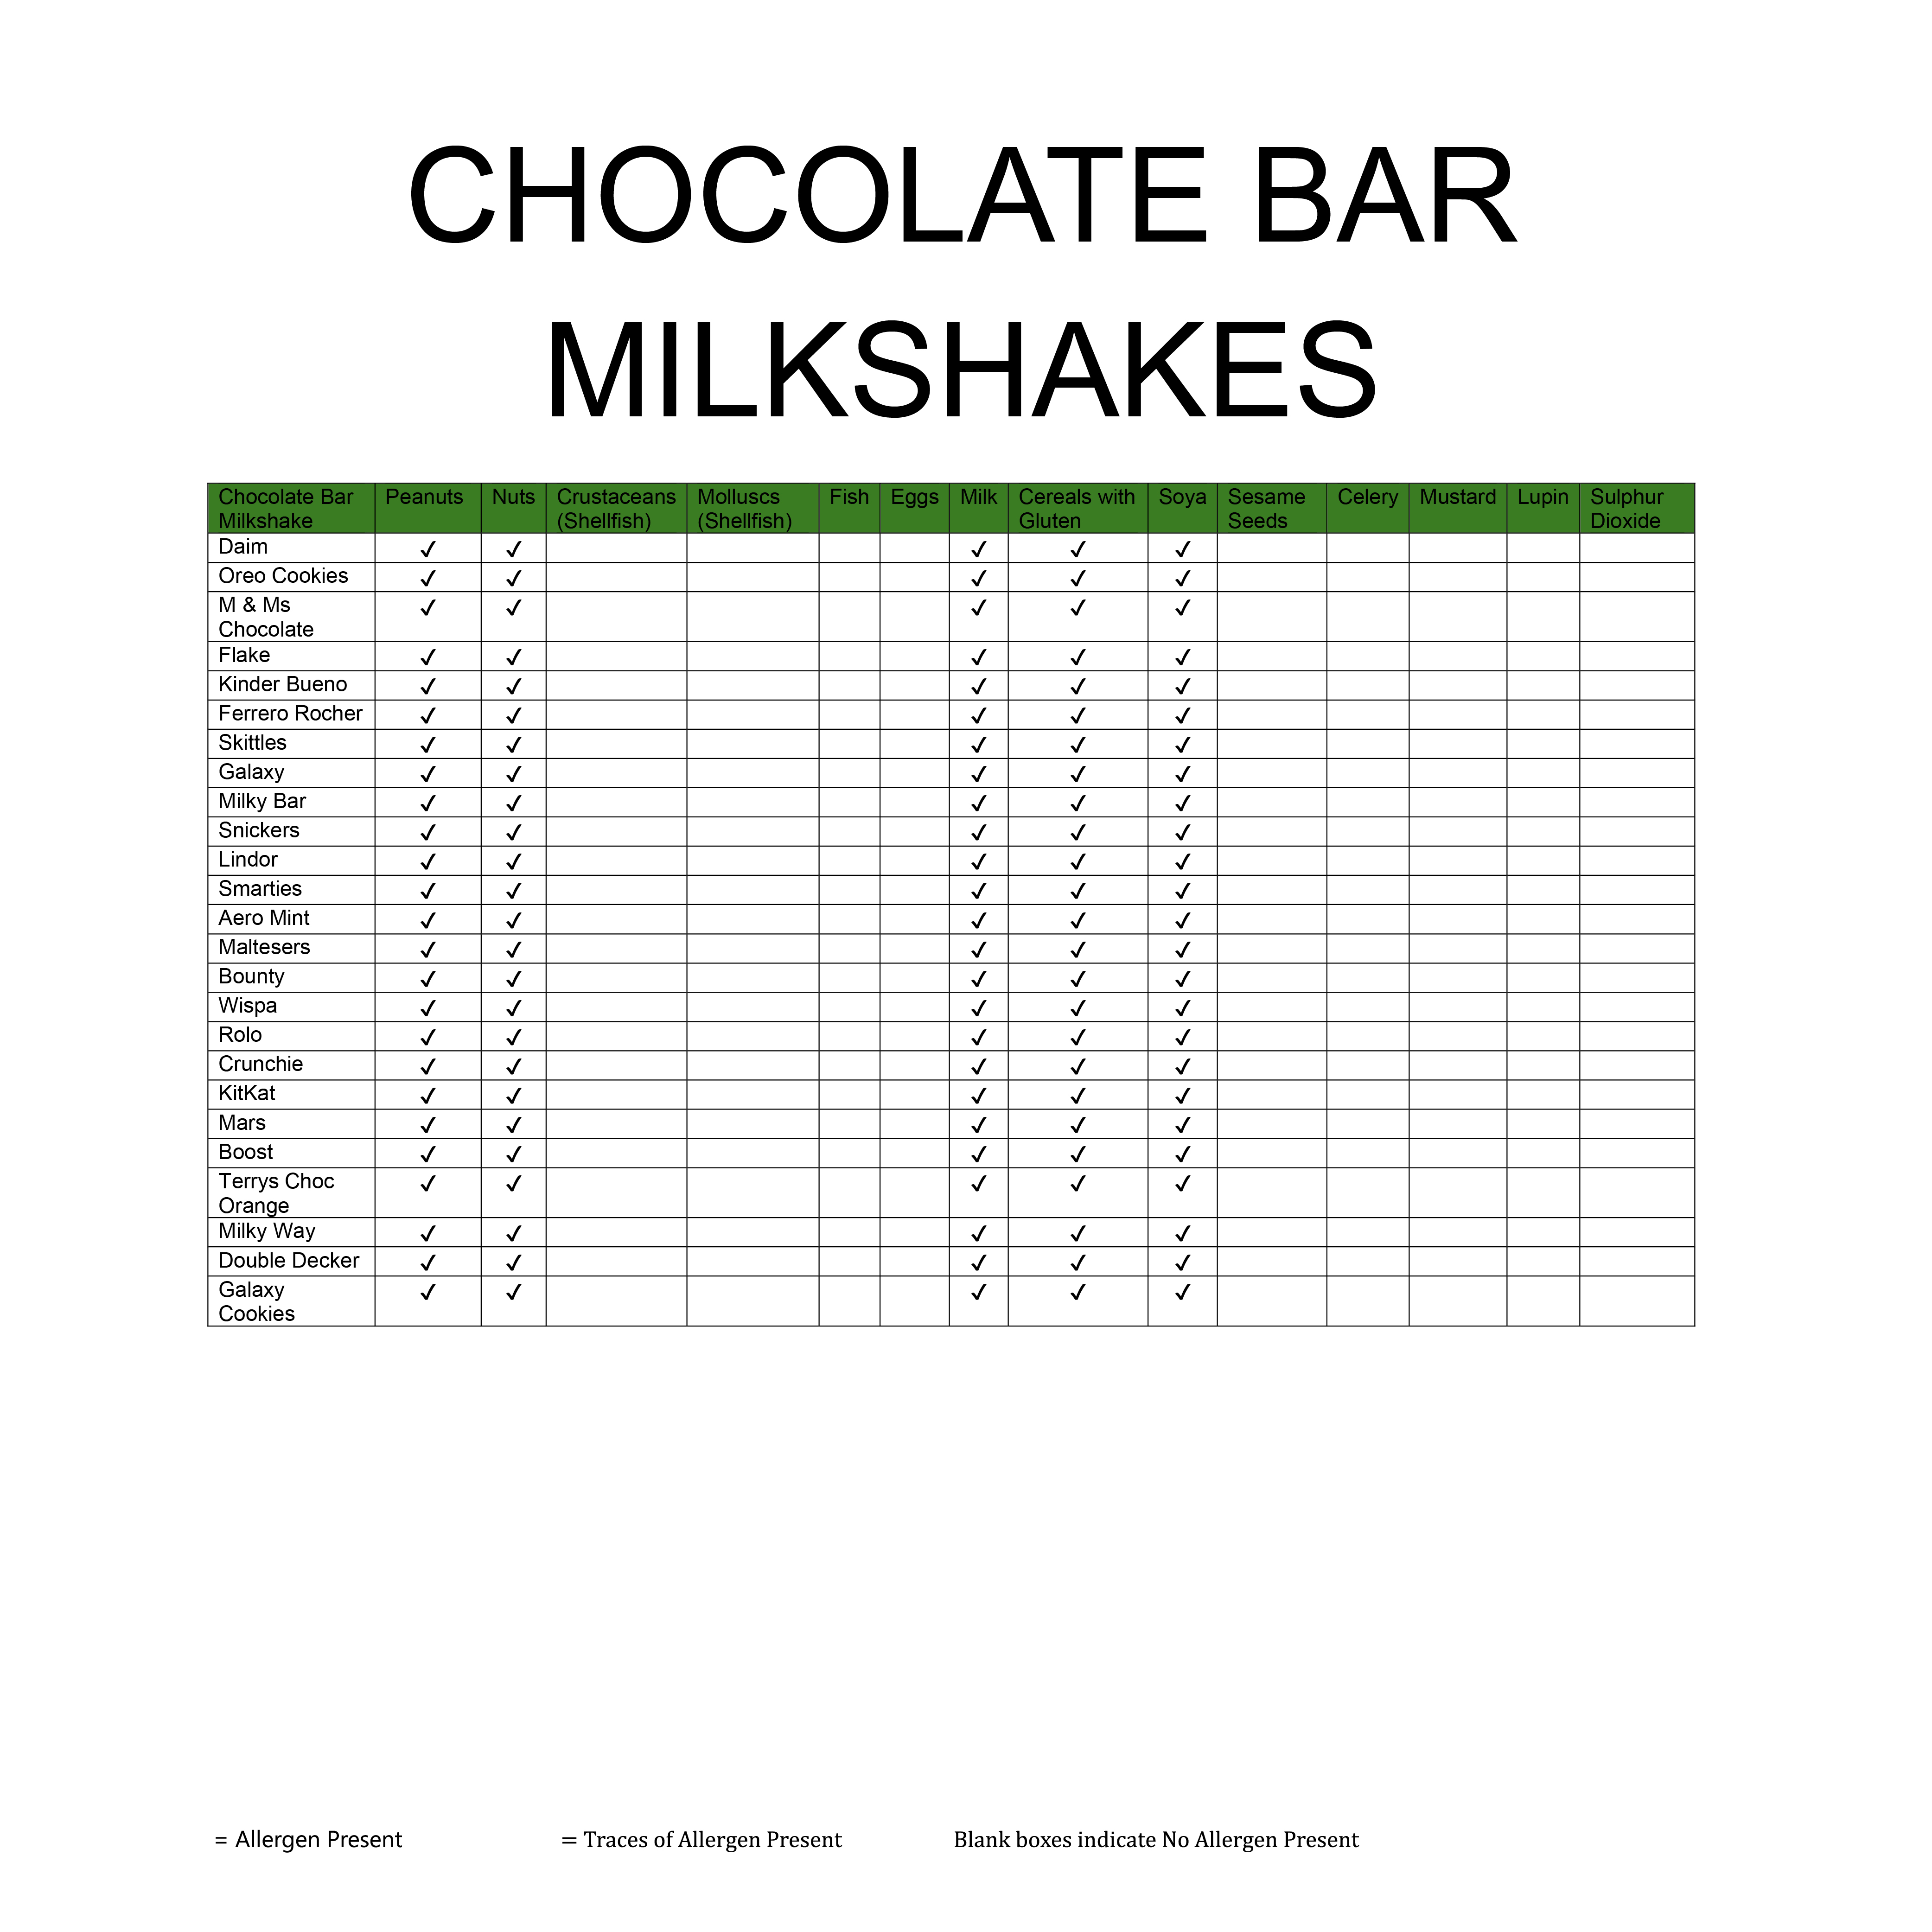 CHOCOLATE BAR
MILKSHAKES
Chocolate Bar Milkshake Peanuts Nuts Crustaceans (Shellfish) Molluscs (Shellfish) Fish Eggs Milk Cereals with Gluten Soya Sesame Seeds Celery Mustard Lupin Sulphur Dioxide
Daim ✓ ✓ ✓ ✓ ✓
Oreo Cookies ✓ ✓ ✓ ✓ ✓
M & Ms Chocolate ✓ ✓ ✓ ✓ ✓
Flake ✓ ✓ ✓ ✓ ✓
Kinder Bueno ✓ ✓ ✓ ✓ ✓
Ferrero Rocher ✓ ✓ ✓ ✓ ✓
Skittles ✓ ✓ ✓ ✓ ✓
Galaxy ✓ ✓ ✓ ✓ ✓
Milky Bar ✓ ✓ ✓ ✓ ✓
Snickers ✓ ✓ ✓ ✓ ✓
Lindor ✓ ✓ ✓ ✓ ✓
Smarties ✓ ✓ ✓ ✓ ✓
Aero Mint ✓ ✓ ✓ ✓ ✓
Maltesers ✓ ✓ ✓ ✓ ✓
Bounty ✓ ✓ ✓ ✓ ✓
Wispa ✓ ✓ ✓ ✓ ✓
Rolo ✓ ✓ ✓ ✓ ✓
Crunchie ✓ ✓ ✓ ✓ ✓
KitKat ✓ ✓ ✓ ✓ ✓
Mars ✓ ✓ ✓ ✓ ✓
Boost ✓ ✓ ✓ ✓ ✓
Terrys Choc Orange ✓ ✓ ✓ ✓ ✓
Milky Way ✓ ✓ ✓ ✓ ✓
Double Decker ✓ ✓ ✓ ✓ ✓
Galaxy Cookies ✓ ✓ ✓ ✓ ✓
= Allergen Present = Traces of Allergen Present Blank boxes indicate No Allergen Present